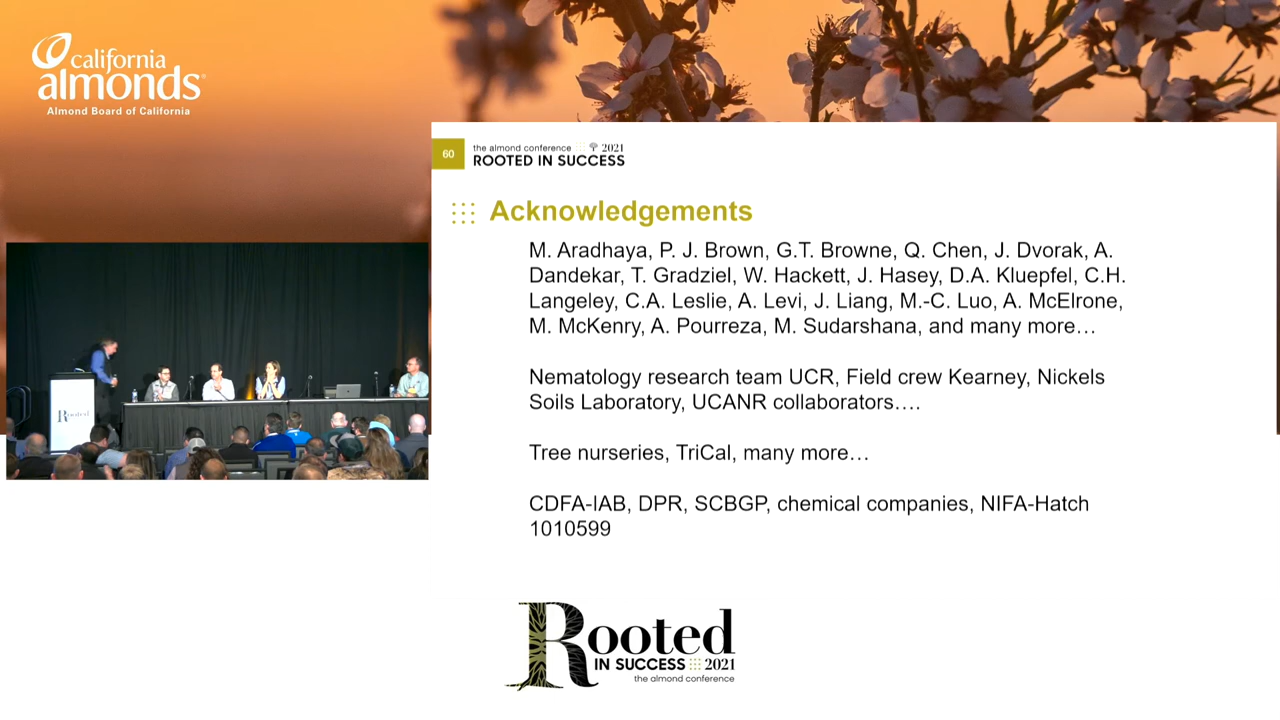 california
almonds
Almond Board of California
60
the almond conference 2021
ROOTED IN SUCCESS
Acknowledgements
M. Aradhaya, P. J. Brown, G.T. Browne, Q. Chen, J. Dvorak, A.
Dandekar, T. Gradziel, W. Hackett, J. Hasey, D.A. Kluepfel, C.H.
Langeley, C.A. Leslie, A. Levi, J. Liang, M.-C. Luo, A. McElrone,
M. McKenry, A. Pourreza, M. Sudarshana, and many more…
Nematology research team UCR, Field crew Kearney, Nickels
Soils Laboratory, UCANR collaborators….
Tree nurseries, TriCal, many more…
CDFA-IAB, DPR, SCBGP, chemical companies, NIFA-Hatch
1010599
Rooted
Rooted
IN SUCCESS 2021
the almond conference